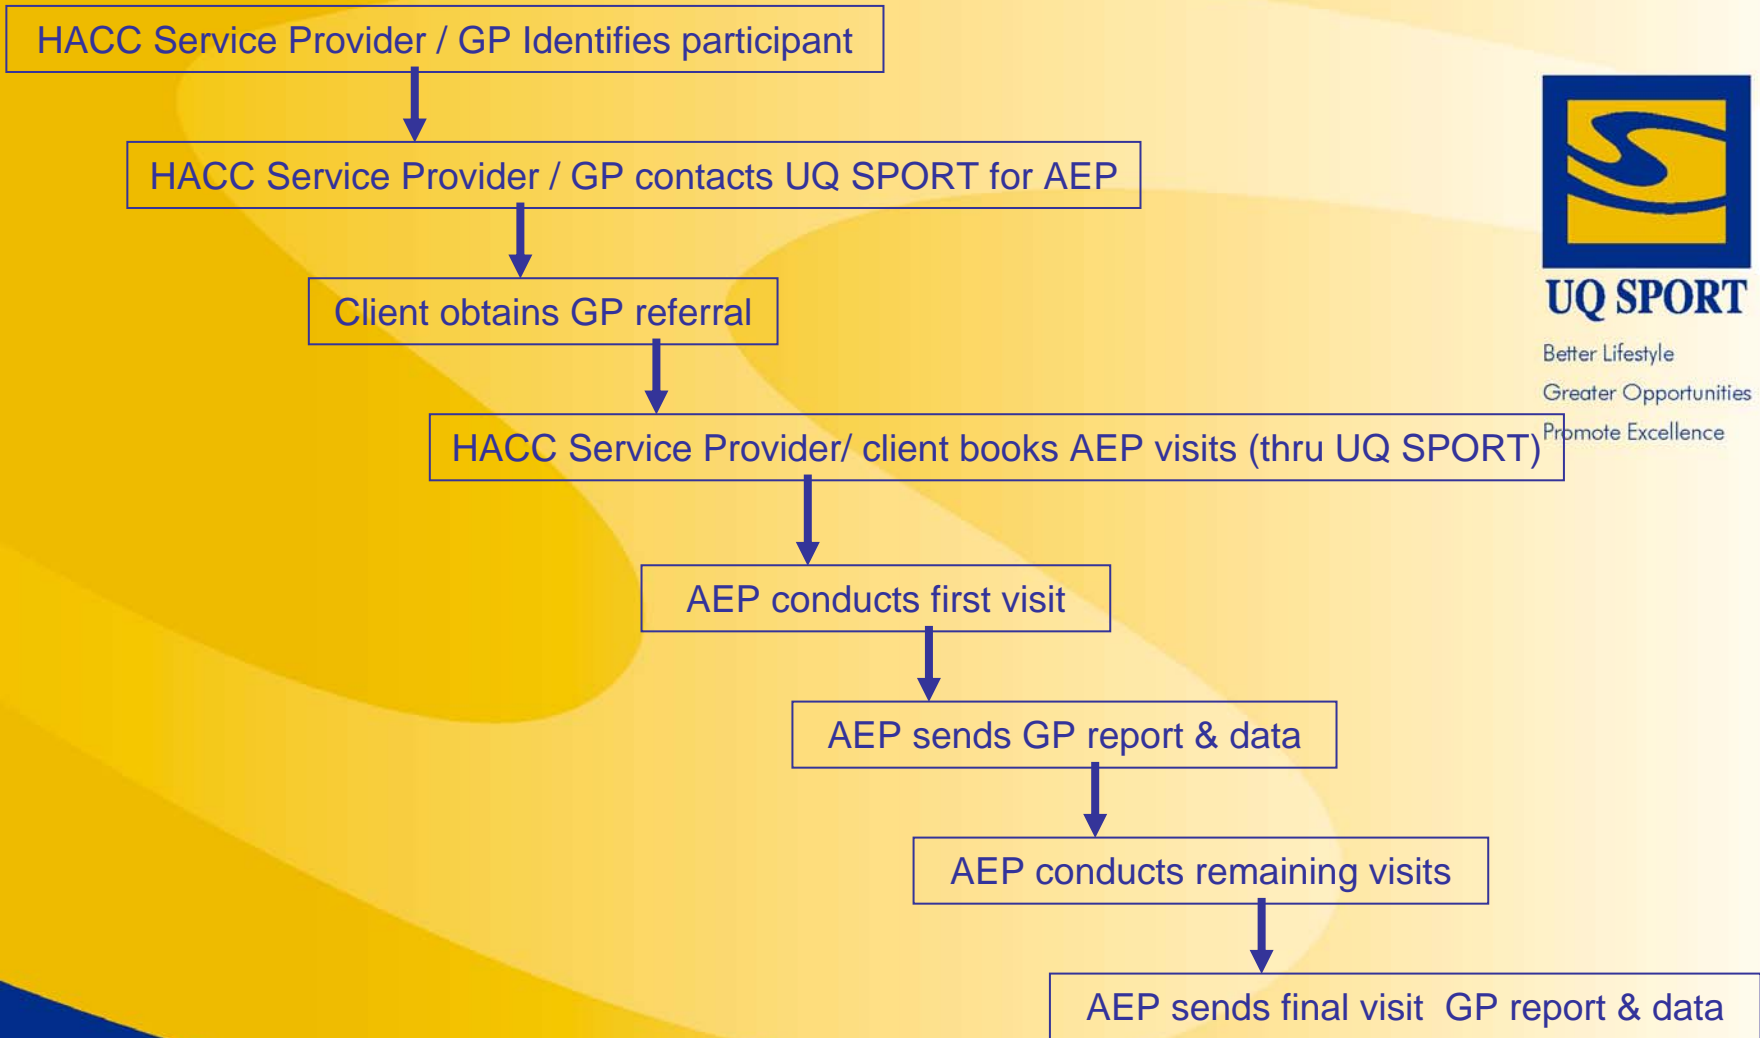 HACC Service Provider / GP Identifies participant
HACC Service Provider / GP contacts UQ SPORT for AEP
Client obtains GP referral
UQ SPORT
Better Lifestyle
Greater Opportunities
Promote Excellence
HACC Service Provider/ client books AEP visits (thru UQ SPORT)
AEP conducts first visit
AEP sends GP report & data
AEP conducts remaining visits
AEP sends final visit  GP report & data